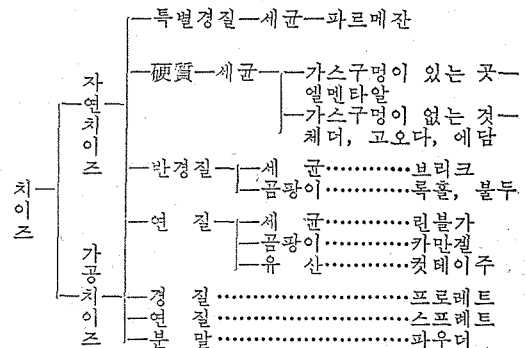 특별경질—세균—파르메잔
硬質—세균—가스구멍이 있는 곳—
엘멘타알
가스구멍이 없는 것—
체더, 고오다, 에담
자연치이즈
반경질—세 균…………브리크
곰팡이…………록홀, 불두
치이즈
연 질—세 균…………린블가
곰팡이…………카만젤
유 산…………컷테이주
가공치이즈
경 질…………프로레트
연 질…………스프레트
분 말…………파우더